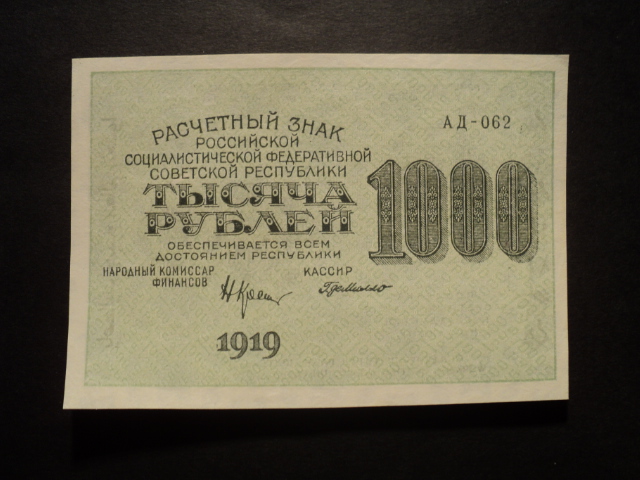 РАСЧЕТНЫЙ ЗНАК
РОССИЙСКОЙ
СОЦИАЛИСТИЧЕСКОЙ ФЕДЕРАТИВНОЙ
СОВЕТСКОЙ РЕСПУБЛИКИ
ТЫСЯЧА
РУБЛЕЙ
ОБЕСПЕЧИВАЕТСЯ ВСЕМ
ДОСТОЯНИЕМ РЕСПУБЛИКИ
АД-062
1000
НАРОДНЫЙ КОМИССАР
ФИНАНСОВ
КАССИР
1919